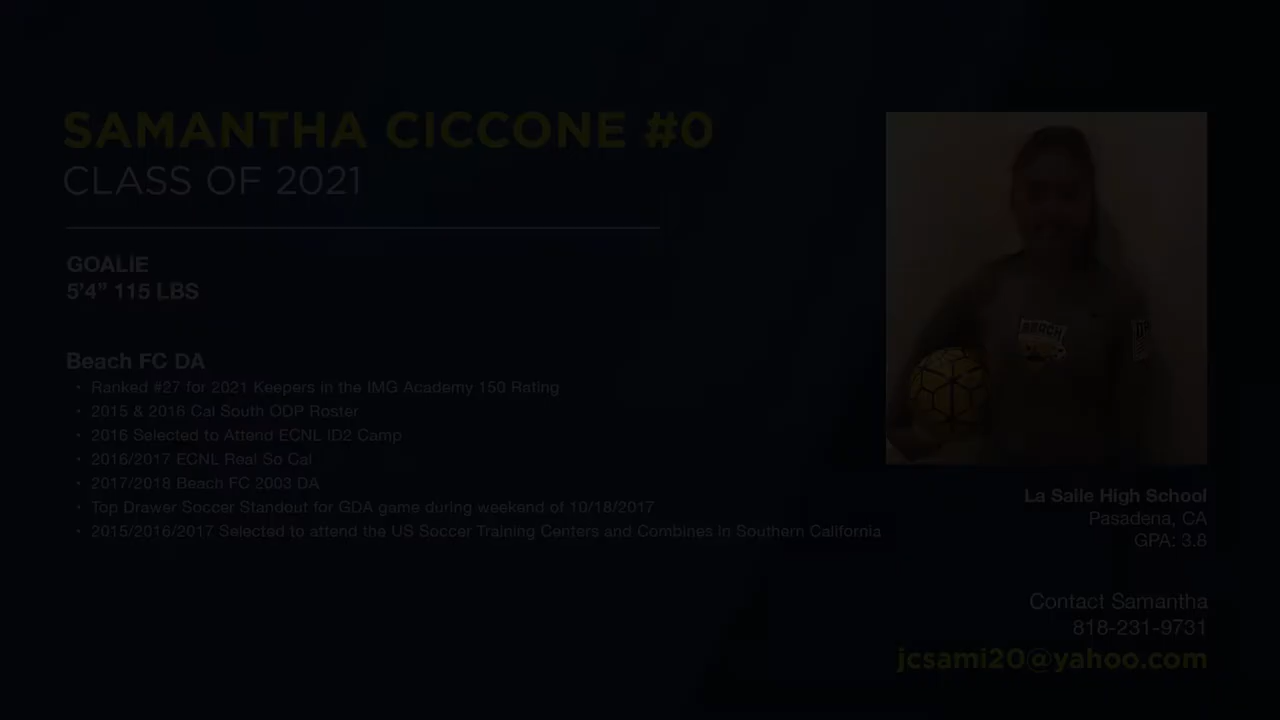 SAMANTHA CICCONE #0
CLASS OF 2021
GOALIE
5'4” 115 LBS
Beach FC DA
• Ranked #27 for 2021 Keepers in the IMG Academy 150 Rating
• 2015 & 2016 Cal South ODP Roster
• 2016 Selected to Attend ECNL ID2 Camp
• 2016/2017 ECNL Real So Cal
• 2017/2018 Beach FC 2003 DA
• Top Drawer Soccer Standout for GDA game during weekend of 10/18/2017
• 2015/2016/2017 Selected to attend the US Soccer Training Centers and Combines in Southern California
BEACH
La Salle High School
Pasadena, CA
GPA: 3.8
Contact Samantha
818-231-9731
jcsami20@yahoo.com